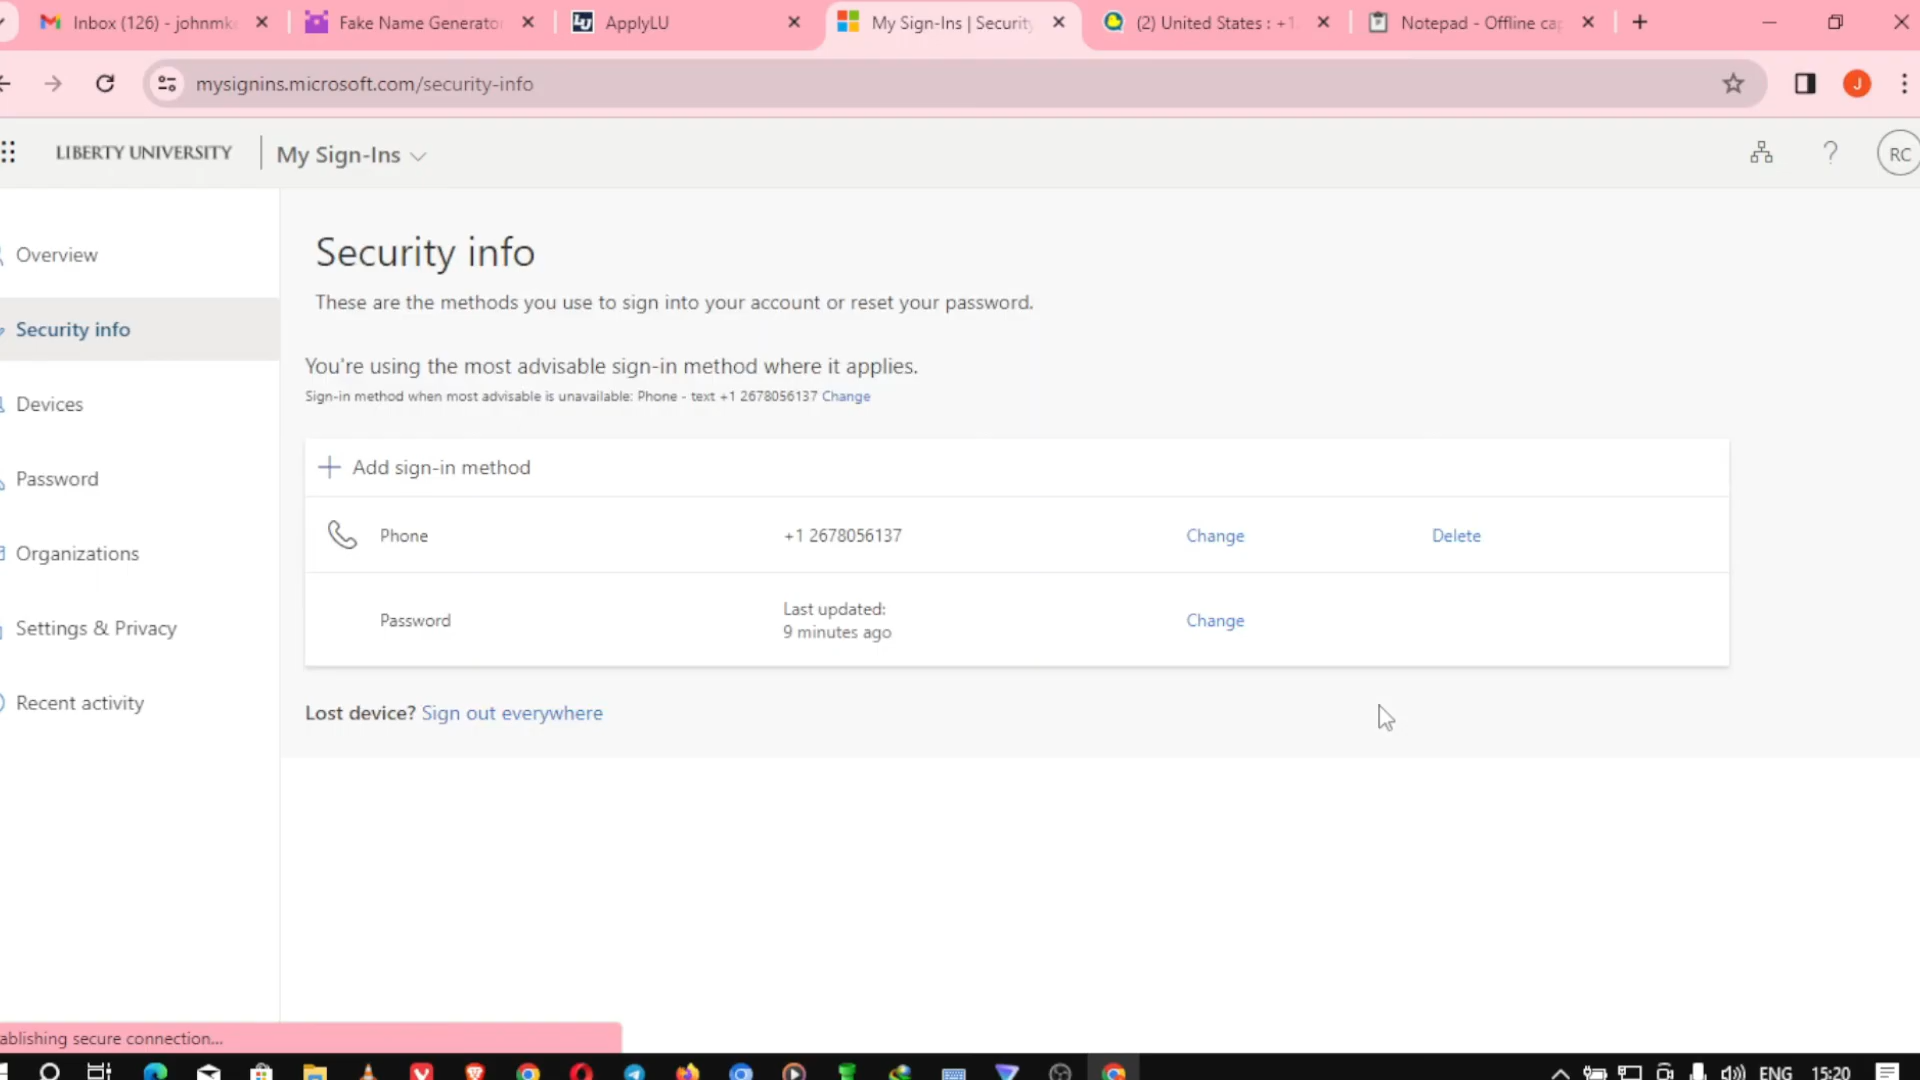 Inbox (126) - johnmk
Fake Name Generator
ApplyLU
My Sign-Ins | Security
(2) United States : +1
Notepad - Offline cap
mysignins.microsoft.com/security-info
J
LIBERTY UNIVERSITY
My Sign-Ins
?
RC
Overview
Security info
Devices
Password
Organizations
Settings & Privacy
Recent activity
Security info
These are the methods you use to sign into your account or reset your password.
You're using the most advisable sign-in method where it applies.
Sign-in method when most advisable is unavailable: Phone - text +1 2678056137 Change
Add sign-in method
Phone +1 2678056137 Change Delete
Password Last updated: Change
9 minutes ago
Lost device? Sign out everywhere
ablishing secure connection...
ENG 15:20